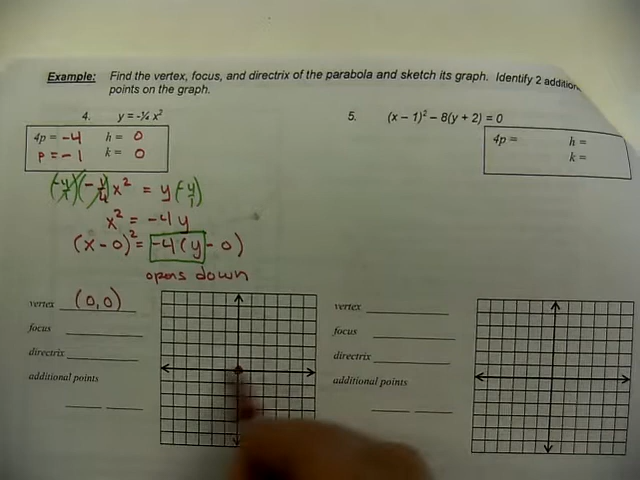 Example: Find the vertex, focus, and directrix of the parabola and sketch its graph. Identify 2
points on the graph.
4. y = -¼ x²
4p = -4 h = 0
p = -1 k = 0
(-4/1)(-1/4)x² = y(-4/1)
x² = -4y
(x - 0)² = -4(y - 0)
opens down
vertex (0,0)
focus
directrix
additional points
5. (x – 1)² – 8(y + 2) = 0
4p = h =
k =
vertex
focus
directrix
additional points